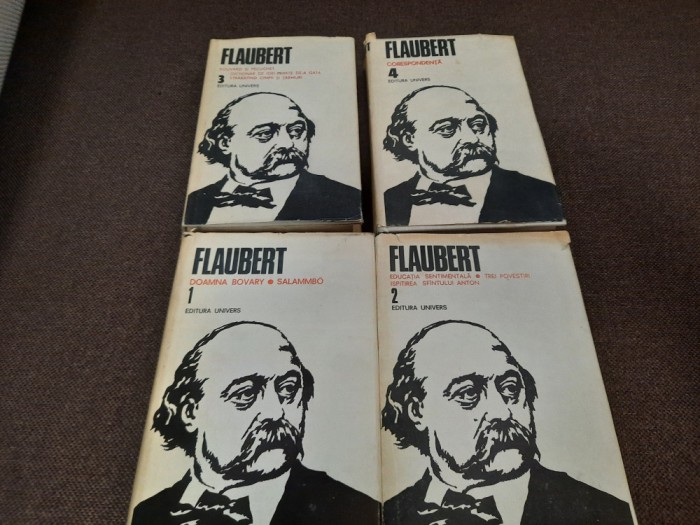 FLAUBERT
3
EDITURA UNIVERS
FLAUBERT
CORESPONDENȚĂ
4
EDITURA UNIVERS
FLAUBERT
DOAMNA BOVARY ● SALAMMBÔ
1
EDITURA UNIVERS
FLAUBERT
EDUCAȚIA SENTIMENTALĂ ● TREI POVESTIRI
ISPITIREA SFÎNTULUI ANTON
2
EDITURA UNIVERS